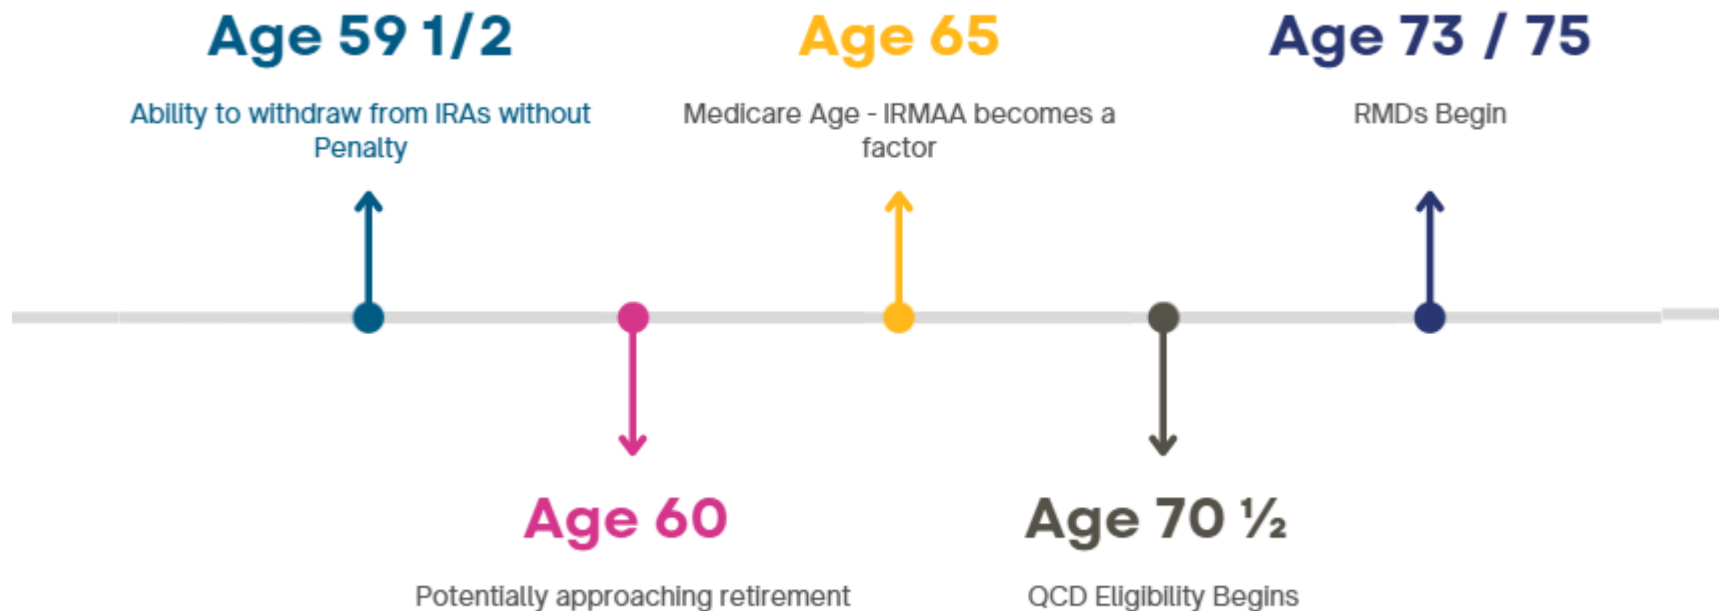 Age 59 1/2
Ability to withdraw from IRAs without
Penalty
Age 60
Potentially approaching retirement
Age 65
Medicare Age - IRMAA becomes a
factor
Age 70 ½
QCD Eligibility Begins
Age 73 / 75
RMDs Begin